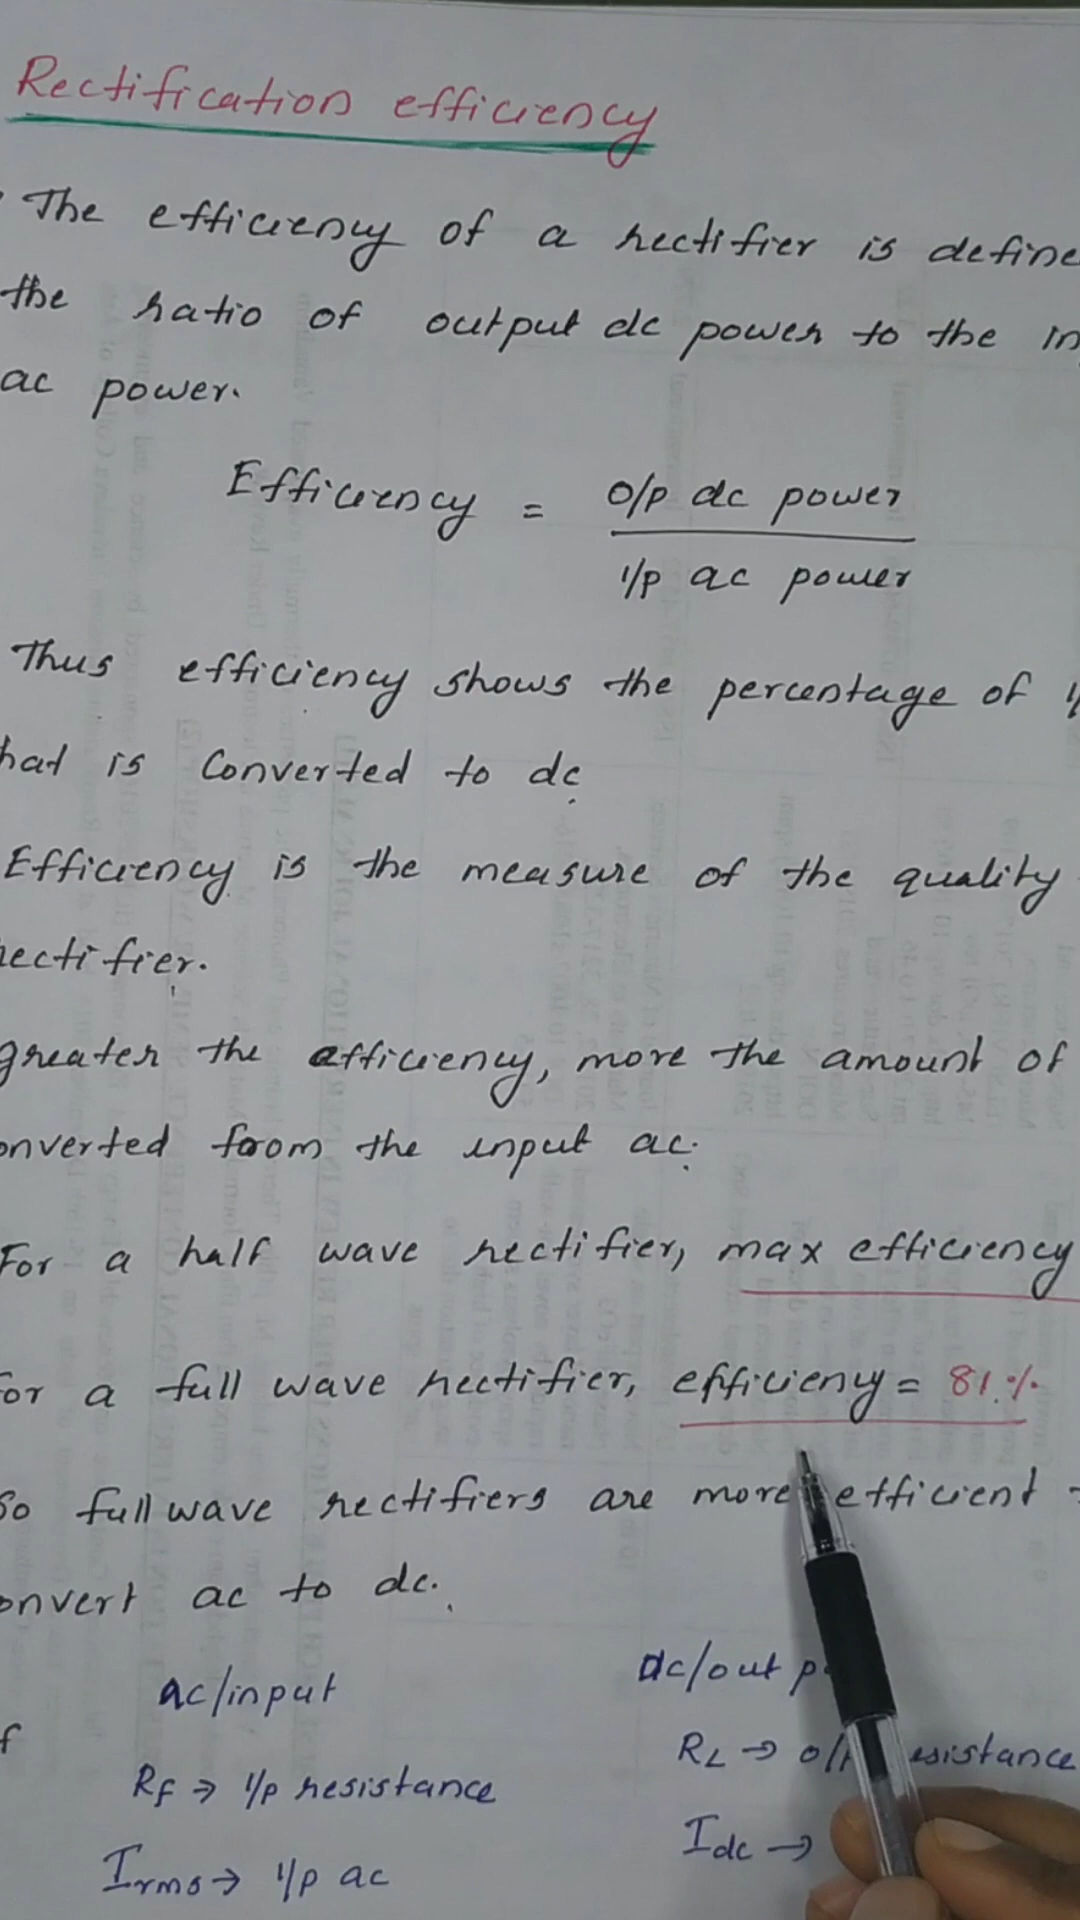 Rectification efficiency
The efficiency of a rectifier is define
the ratio of output dc power to the in
ac power.
Efficiency = o/p dc power
i/p ac power
Thus efficiency shows the percentage of i/
hat is converted to dc
Efficiency is the measure of the quality
rectifier.
greater the efficiency, more the amount of
onverted from the input ac.
For a half wave rectifier, max efficiency
For a full wave rectifier, efficieny = 81.%
So full wave rectifiers are more efficient
onvert ac to dc.
ac/input
dc/out p
f
RL → o/
esistance
Rf → i/p resistance
Idc →
Irms → i/p ac